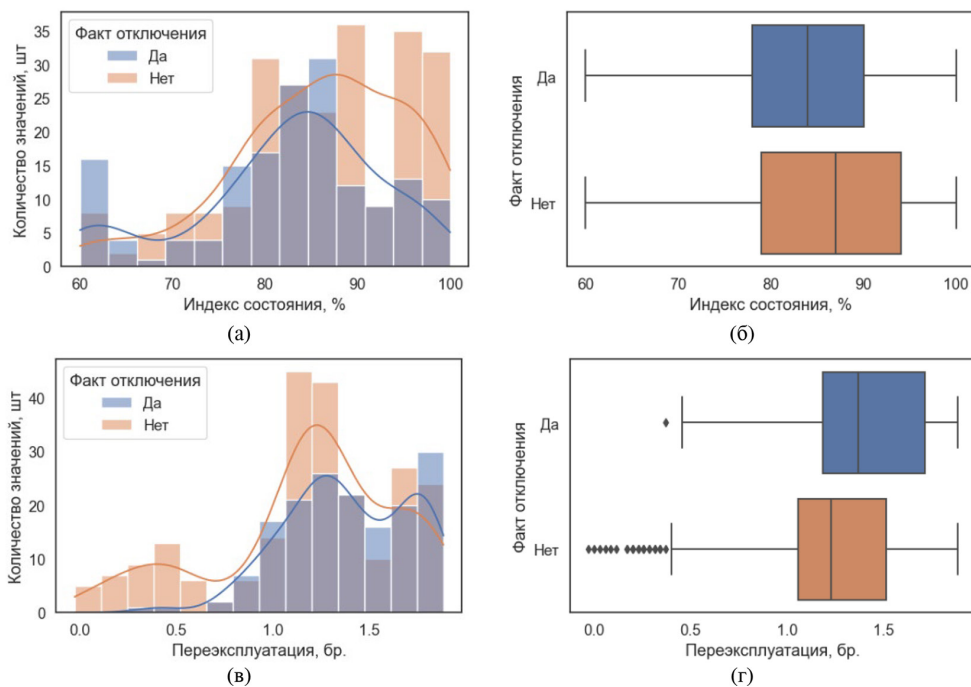 Количество значений, шт
35
30
25
20
15
10
5
0
Факт отключения
Да
Нет
60
70
80
90
100
Индекс состояния, %
(а)
Факт отключения
Да
Нет
60
70
80
90
100
Индекс состояния, %
(б)
Количество значений, шт
40
30
20
10
0
Факт отключения
Да
Нет
0.0
0.5
1.0
1.5
Переэксплуатация, бр.
(в)
Факт отключения
Да
Нет
0.0
0.5
1.0
1.5
Переэксплуатация, бр.
(г)